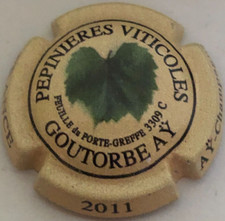 PEPINIERES VITICOLES
FEUILLE du PORTE-GREFFE 3309 C
GOUTORBE AŸ
2011